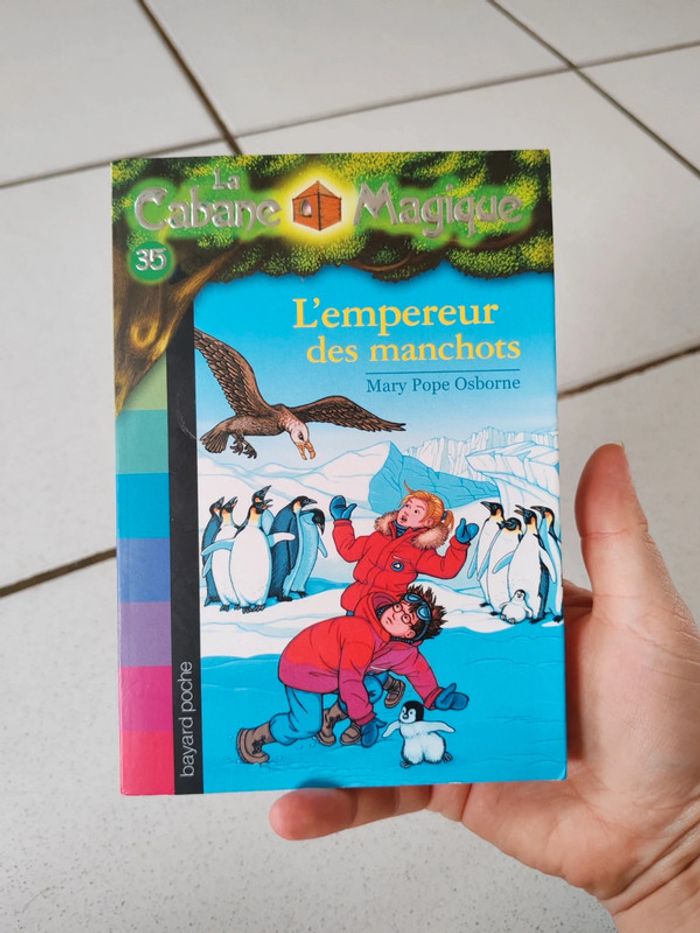 La
Cabane Magique
35
L'empereur
des manchots
Mary Pope Osborne
bayard poche